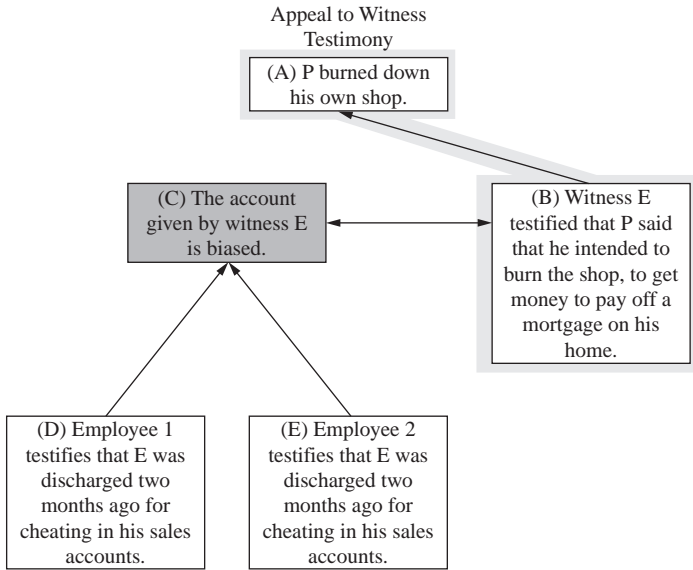 Appeal to Witness
Testimony
(A) P burned down
his own shop.
(C) The account
given by witness E
is biased.
(B) Witness E
testified that P said
that he intended to
burn the shop, to get
money to pay off a
mortgage on his
home.
(D) Employee 1
testifies that E was
discharged two
months ago for
cheating in his sales
accounts.
(E) Employee 2
testifies that E was
discharged two
months ago for
cheating in his sales
accounts.